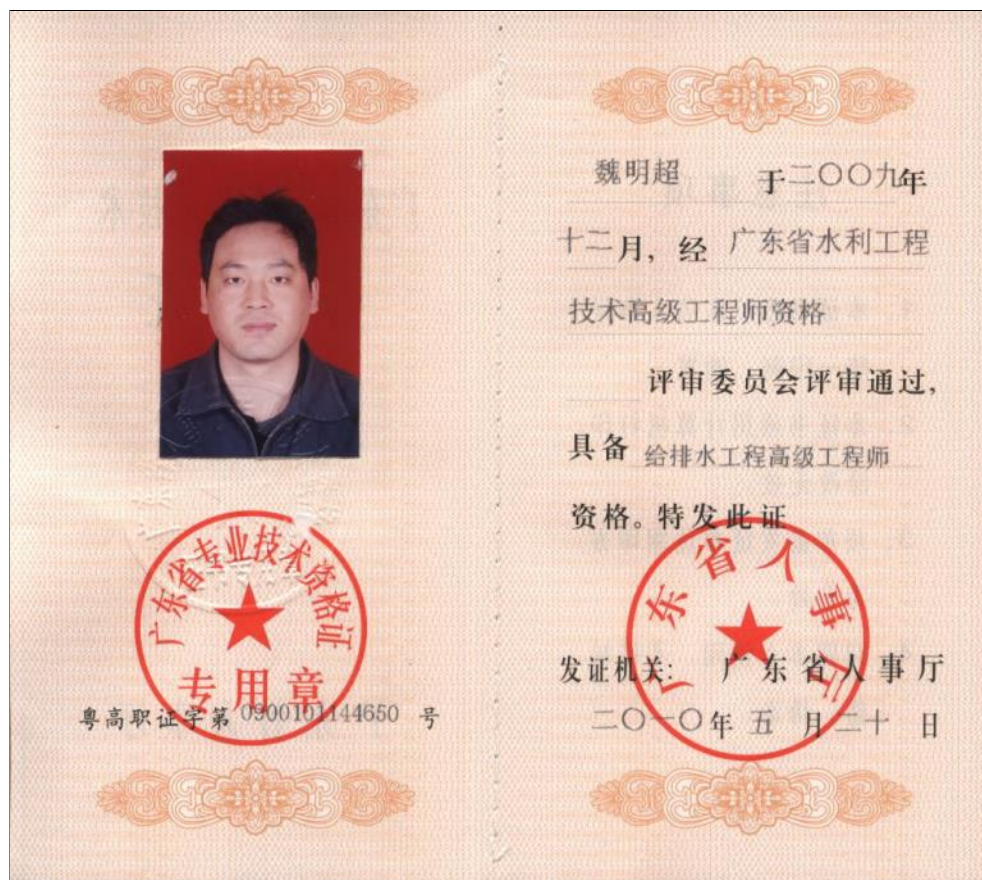 广东省专业技术资格证
专用章
粤高职证字第 0900101144650 号
魏明超 于二〇〇九年
十二月，经 广东省水利工程
技术高级工程师资格
评审委员会评审通过，
具备 给排水工程高级工程师
资格。特发此证
广东省人事厅
发证机关：广东省人事厅
二〇一〇年 五 月 二十 日